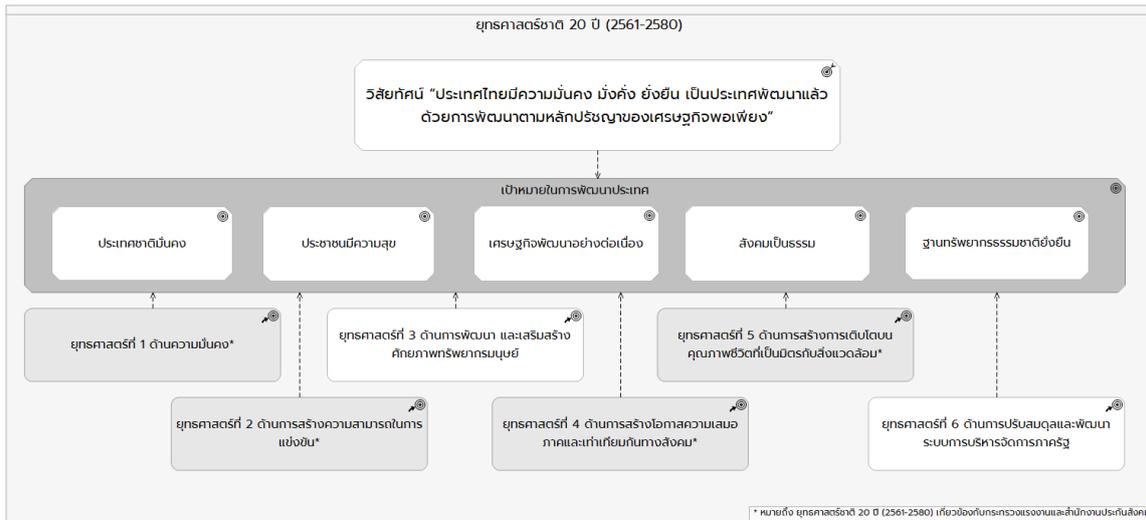 ยุทธศาสตร์ชาติ 20 ปี (2561-2580)
วิสัยทัศน์ “ประเทศไทยมีความมั่นคง มั่งคั่ง ยั่งยืน เป็นประเทศพัฒนาแล้ว
ด้วยการพัฒนาตามหลักปรัชญาของเศรษฐกิจพอเพียง”
เป้าหมายในการพัฒนาประเทศ
ประเทศชาติมั่นคง
ประชาชนมีความสุข
เศรษฐกิจพัฒนาอย่างต่อเนื่อง
สังคมเป็นธรรม
ฐานทรัพยากรธรรมชาติยั่งยืน
ยุทธศาสตร์ที่ 1 ด้านความมั่นคง*
ยุทธศาสตร์ที่ 3 ด้านการพัฒนา และเสริมสร้าง
ศักยภาพทรัพยากรมนุษย์
ยุทธศาสตร์ที่ 5 ด้านการสร้างการเติบโตบน
คุณภาพชีวิตที่เป็นมิตรกับสิ่งแวดล้อม*
ยุทธศาสตร์ที่ 2 ด้านการสร้างความสามารถในการ
แข่งขัน*
ยุทธศาสตร์ที่ 4 ด้านการสร้างโอกาสความเสมอ
ภาคและเท่าเทียมกันทางสังคม*
ยุทธศาสตร์ที่ 6 ด้านการปรับสมดุลและพัฒนา
ระบบการบริหารจัดการภาครัฐ
* หมายถึง ยุทธศาสตร์ชาติ 20 ปี (2561-2580) เกี่ยวข้องกับกระทรวงแรงงานและสำนักงานประกันสังคม